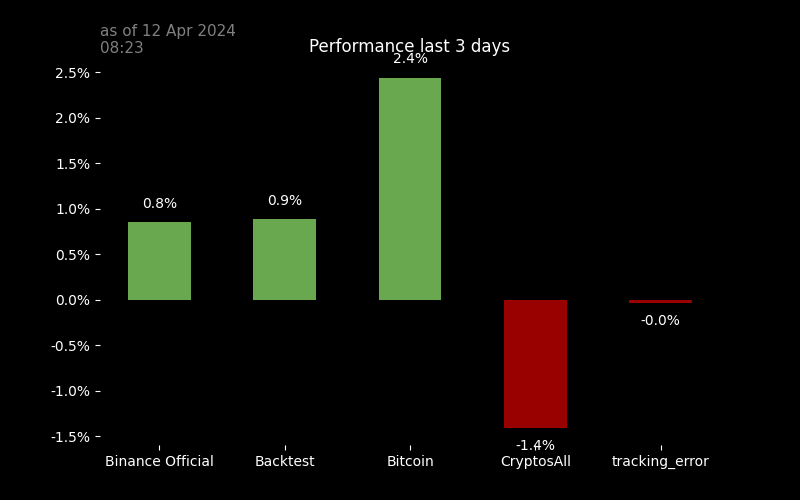 as of 12 Apr 2024
08:23
Performance last 3 days
2.4%
2.5%
2.0%
1.5%
1.0%
0.5%
0.0%
-0.5%
-1.0%
-1.5%
0.8%
0.9%
-0.0%
-1.4%
Binance Official
Backtest
Bitcoin
CryptosAll
tracking_error